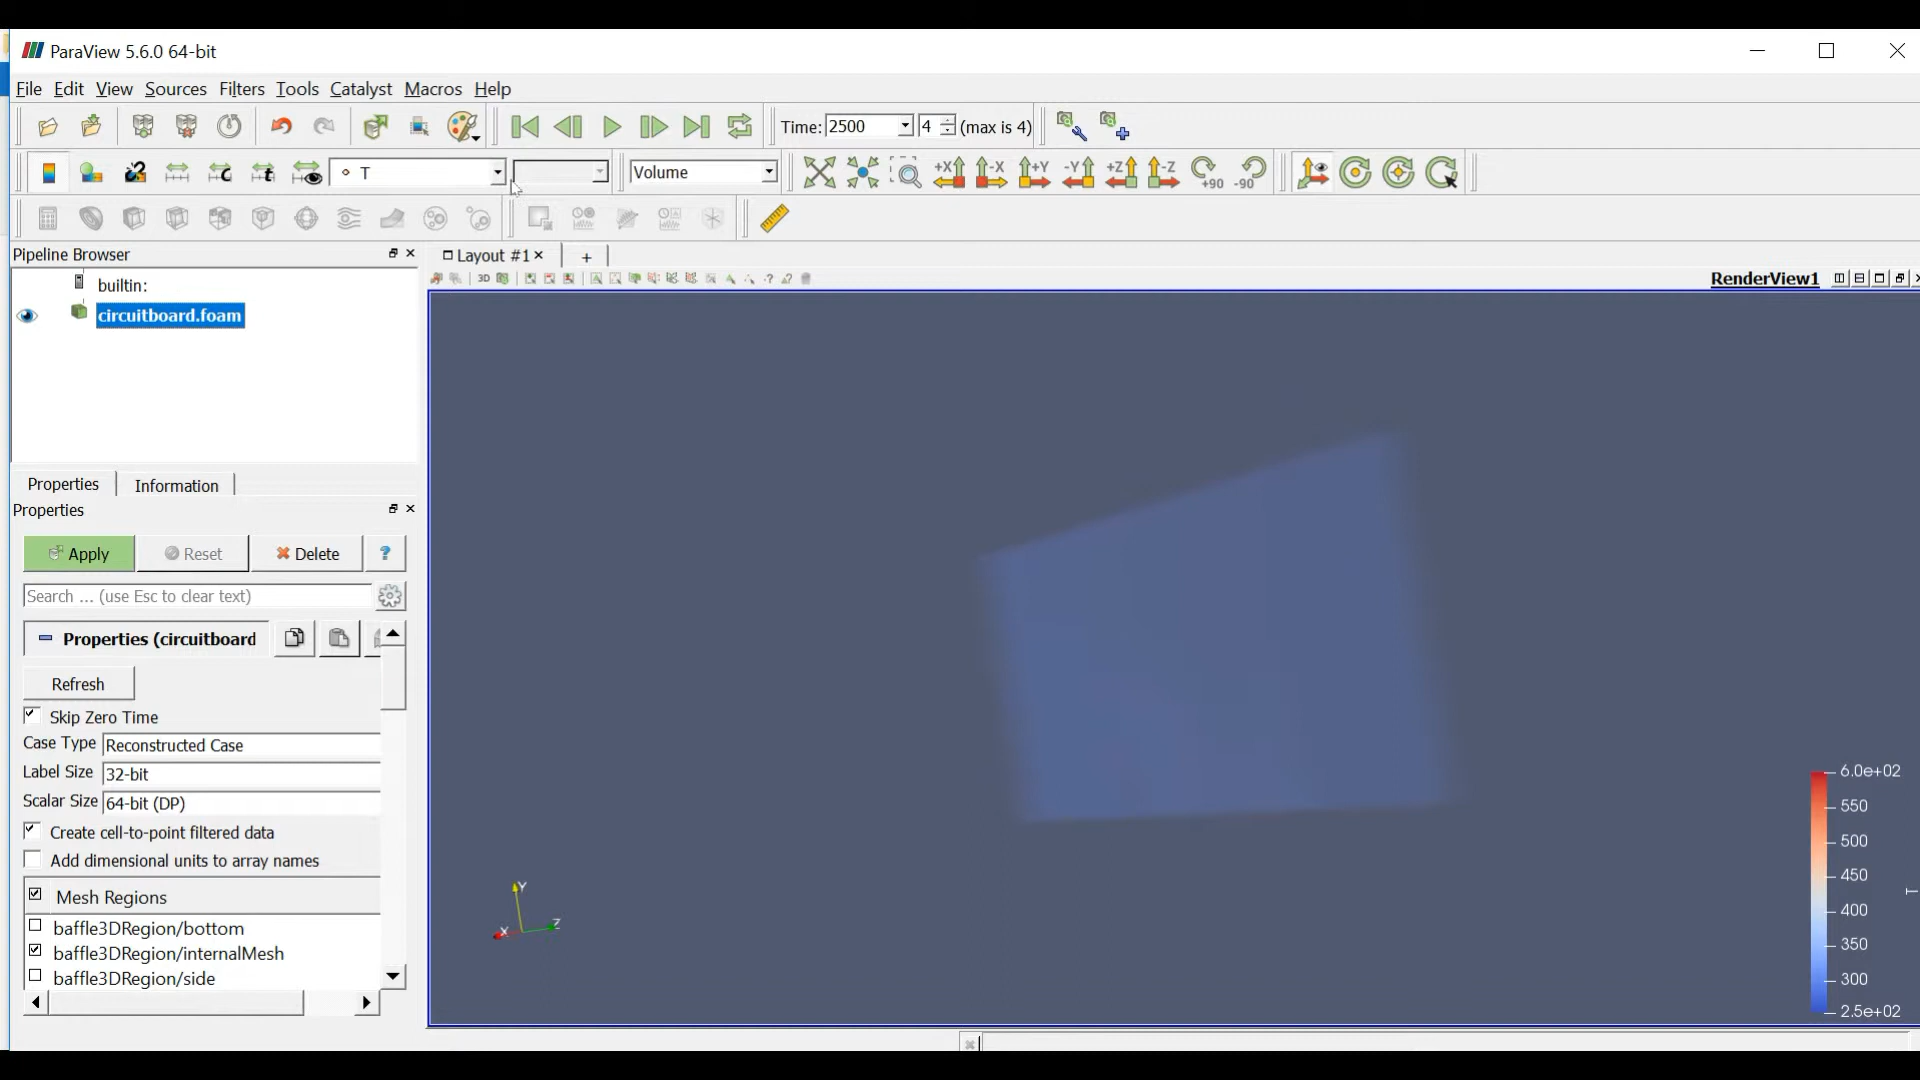 ParaView 5.6.0 64-bit
File Edit View Sources Filters Tools Catalyst Macros Help
Time: 2500 4 (max is 4)
T Volume +X -X +Y -Y +Z -Z +90 -90
Pipeline Browser
Layout #1 +
builtin:
3D
RenderView1
circuitboard.foam
Properties Information
Properties
Apply Reset Delete ?
Search ... (use Esc to clear text)
Properties (circuitboard
Refresh
Skip Zero Time
Case Type Reconstructed Case
Label Size 32-bit
Scalar Size 64-bit (DP)
Create cell-to-point filtered data
Add dimensional units to array names
Mesh Regions
baffle3DRegion/bottom
baffle3DRegion/internalMesh
baffle3DRegion/side
Y
Z
X
6.0e+02
550
500
450
400
350
300
2.5e+02
T